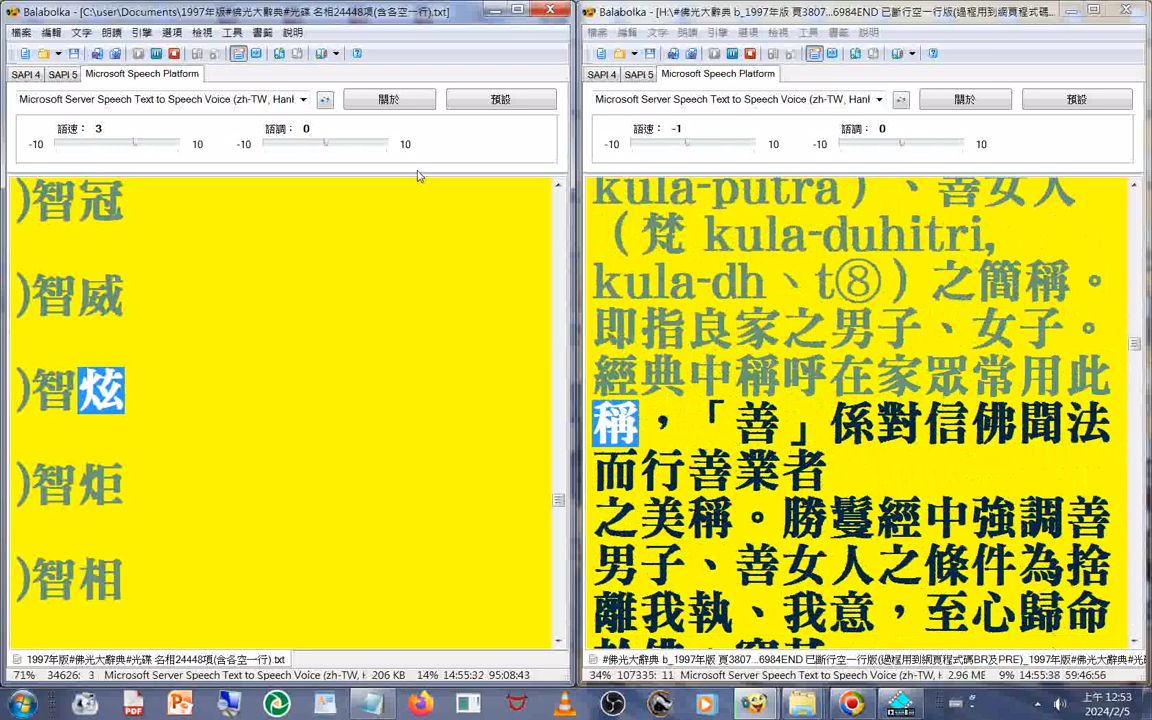 Balabolka - [C:\user\Documents\1997年版#佛光大辭典#光碟 名相24448項(含各空一行).txt]
檔案 編輯 文字 朗讀 引擎 選項 檢視 工具 書籤 說明
SAPI 4 SAPI 5 Microsoft Speech Platform
Microsoft Server Speech Text to Speech Voice (zh-TW, Hanl
關於 預設
語速： 3 語調： 0
-10 10 -10 10
)智冠
)智威
)智炫
)智炬
)智相
1997年版#佛光大辭典#光碟 名相24448項(含各空一行).txt
71% 34626: 3 Microsoft Server Speech Text to Speech Voice (zh-TW, H 206 KB 14% 14:55:32 95:08:43
Balabolka - [H:\#佛光大辭典 b_1997年版 頁3807...6984END 已斷行空一行版(過程用到網頁程式碼...
檔案 編輯 文字 朗讀 引擎 選項 檢視 工具 書籤 說明
SAPI 4 SAPI 5 Microsoft Speech Platform
Microsoft Server Speech Text to Speech Voice (zh-TW, Hanl
關於 預設
語速： -1 語調： 0
-10 10 -10 10
kula-putra）、善女人
（梵 kula-duhitri,
kula-dh、t⑧）之簡稱。
即指良家之男子、女子。
經典中稱呼在家眾常用此
稱，「善」係對信佛聞法
而行善業者
之美稱。勝鬘經中強調善
男子、善女人之條件為捨
離我執、我意，至心歸命
#佛光大辭典 b_1997年版 頁3807...6984END 已斷行空一行版(過程用到網頁程式碼BR及PRE)_1997年版#光
34% 107335: 11 Microsoft Server Speech Text to Speech Voice (zh-TW, H 2.96 MB 9% 14:55:38 59:46:56
上午 12:53
2024/2/5